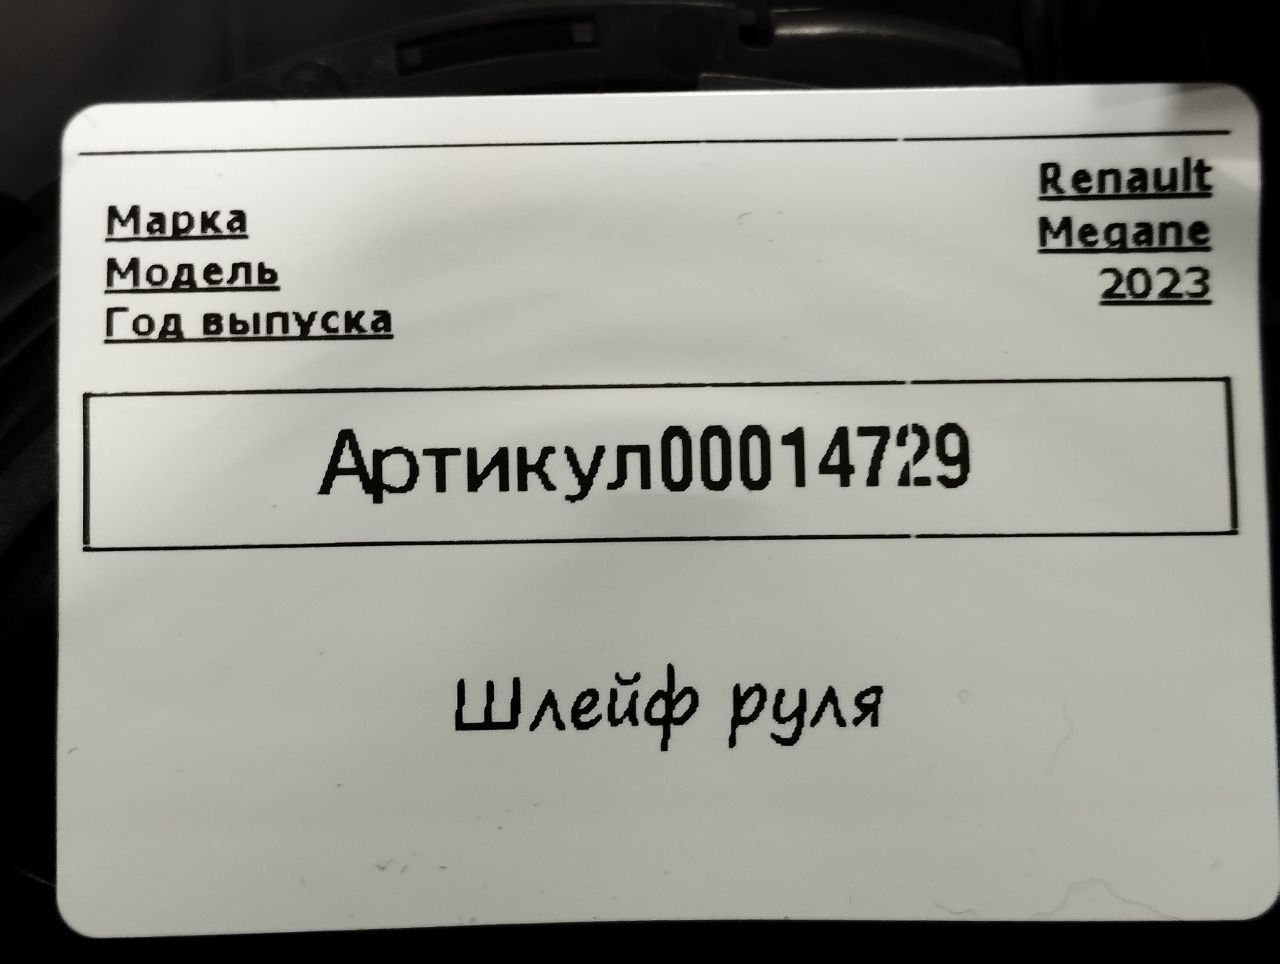 Марка Renault
Модель Megane
Год выпуска 2023
Артикул00014729
Шлейф руля